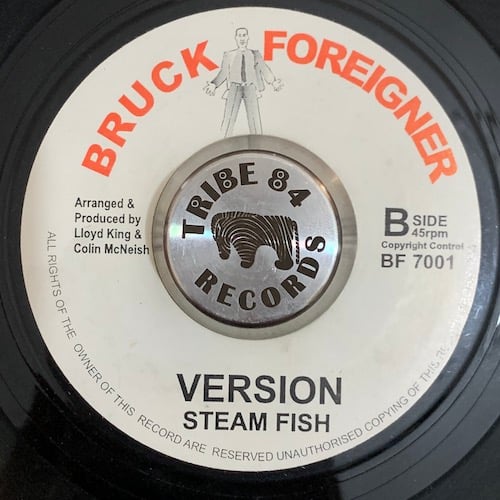 BRUCK FOREIGNER
Arranged &
Produced by
Lloyd King &
Colin McNeish
TRIBE 84
RECORDS
B SIDE
45rpm
Copyright Control
BF 7001
VERSION
STEAM FISH
ALL RIGHTS OF THE OWNER OF THIS RECORD ARE RESERVED UNAUTHORISED COPYING OF THIS